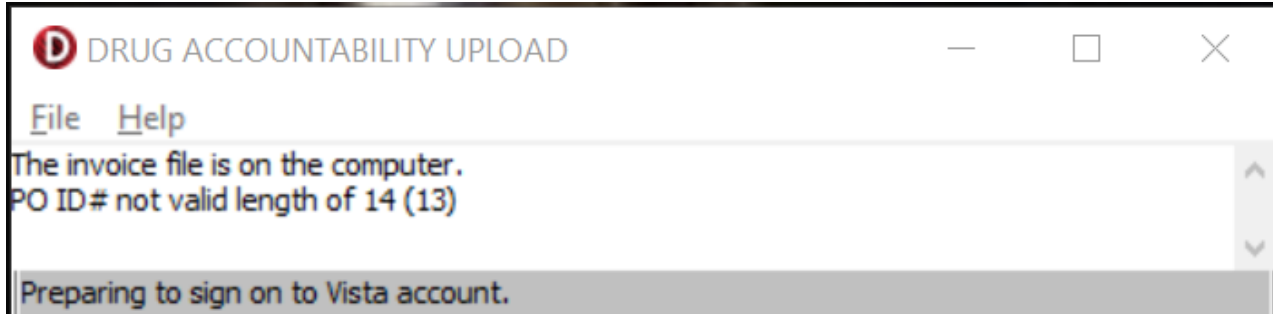 DRUG ACCOUNTABILITY UPLOAD
File Help
The invoice file is on the computer.
PO ID# not valid length of 14 (13)
Preparing to sign on to Vista account.